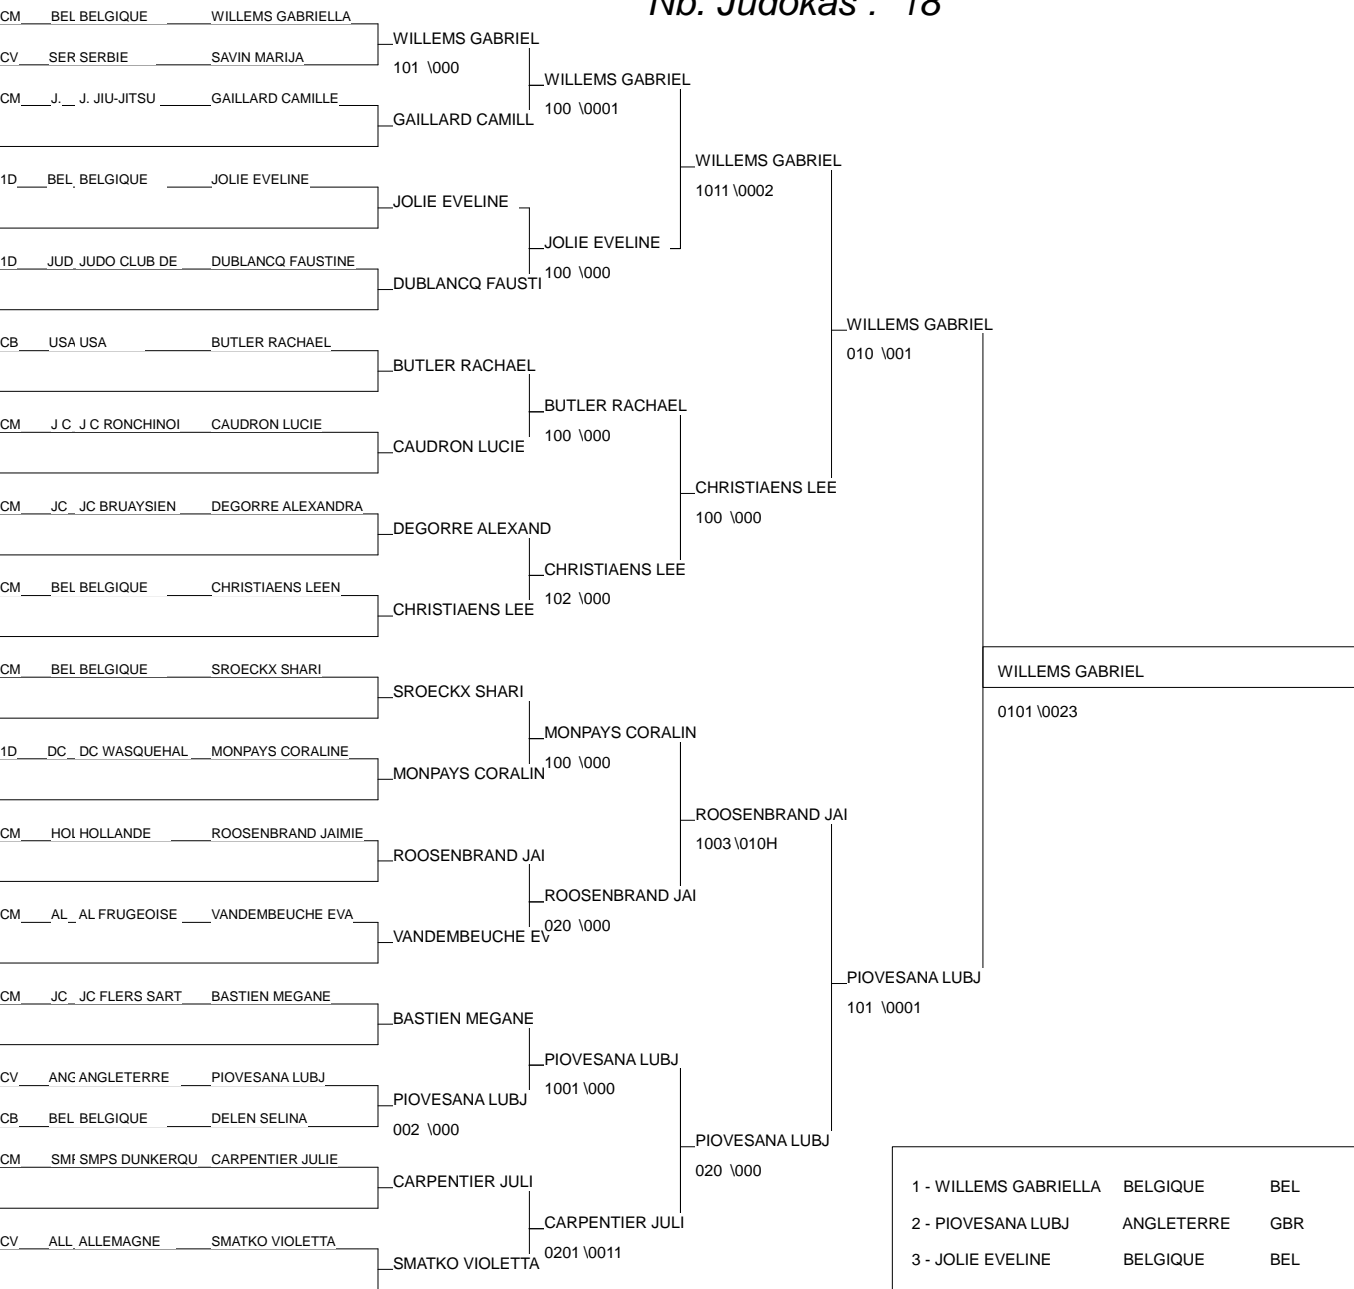 Nb. Judokas : 18
CM BEL BELGIQUE WILLEMS GABRIELLA
WILLEMS GABRIEL
CV SER SERBIE SAVIN MARIJA
101 \000
WILLEMS GABRIEL
CM J. J. JIU-JITSU GAILLARD CAMILLE
100 \0001
GAILLARD CAMILL
WILLEMS GABRIEL
1D BEL BELGIQUE JOLIE EVELINE
1011 \0002
JOLIE EVELINE
JOLIE EVELINE
1D JUD JUDO CLUB DE DUBLANCQ FAUSTINE
100 \000
DUBLANCQ FAUSTI
WILLEMS GABRIEL
CB USA USA BUTLER RACHAEL
010 \001
BUTLER RACHAEL
BUTLER RACHAEL
CM J C J C RONCHINOI CAUDRON LUCIE
100 \000
CAUDRON LUCIE
CHRISTIAENS LEE
CM JC JC BRUAYSIEN DEGORRE ALEXANDRA
100 \000
DEGORRE ALEXAND
CHRISTIAENS LEE
CM BEL BELGIQUE CHRISTIAENS LEEN
102 \000
CHRISTIAENS LEE
CM BEL BELGIQUE SROECKX SHARI
WILLEMS GABRIEL
SROECKX SHARI
0101 \0023
MONPAYS CORALIN
1D DC DC WASQUEHAL MONPAYS CORALINE
100 \000
MONPAYS CORALIN
ROOSENBRAND JAI
CM HOL HOLLANDE ROOSENBRAND JAIMIE
1003 \010H
ROOSENBRAND JAI
ROOSENBRAND JAI
CM AL AL FRUGEOISE VANDEMBEUCHE EVA
020 \000
VANDEMBEUCHE EV
PIOVESANA LUBJ
CM JC JC FLERS SART BASTIEN MEGANE
101 \0001
BASTIEN MEGANE
PIOVESANA LUBJ
CV ANG ANGLETERRE PIOVESANA LUBJ
1001 \000
PIOVESANA LUBJ
CB BEL BELGIQUE DELEN SELINA
002 \000
PIOVESANA LUBJ
CM SMP SMPS DUNKERQU CARPENTIER JULIE
020 \000
CARPENTIER JULI
1 - WILLEMS GABRIELLA BELGIQUE BEL
CARPENTIER JULI
2 - PIOVESANA LUBJ ANGLETERRE GBR
CV ALL ALLEMAGNE SMATKO VIOLETTA
0201 \0011
SMATKO VIOLETTA
3 - JOLIE EVELINE BELGIQUE BEL